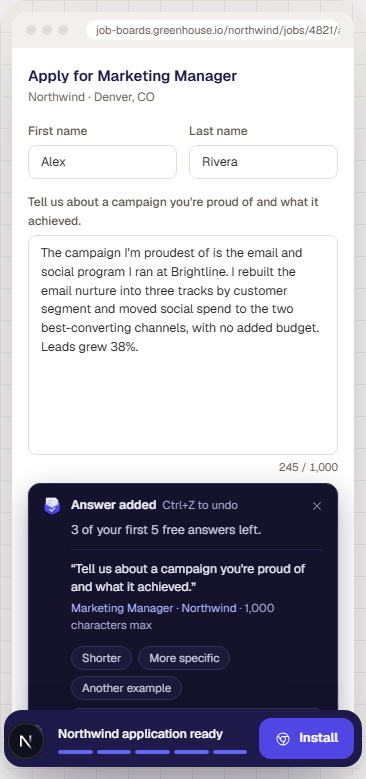 job-boards.greenhouse.io/northwind/jobs/4821/
Apply for Marketing Manager
Northwind · Denver, CO
First name
Last name
Alex
Rivera
Tell us about a campaign you're proud of and what it
achieved.
The campaign I'm proudest of is the email and
social program I ran at Brightline. I rebuilt the
email nurture into three tracks by customer
segment and moved social spend to the two
best-converting channels, with no added budget.
Leads grew 38%.
245 / 1,000
Answer added Ctrl+Z to undo
3 of your first 5 free answers left.
“Tell us about a campaign you're proud of
and what it achieved.”
Marketing Manager · Northwind · 1,000
characters max
Shorter
More specific
Another example
N
Northwind application ready
Install